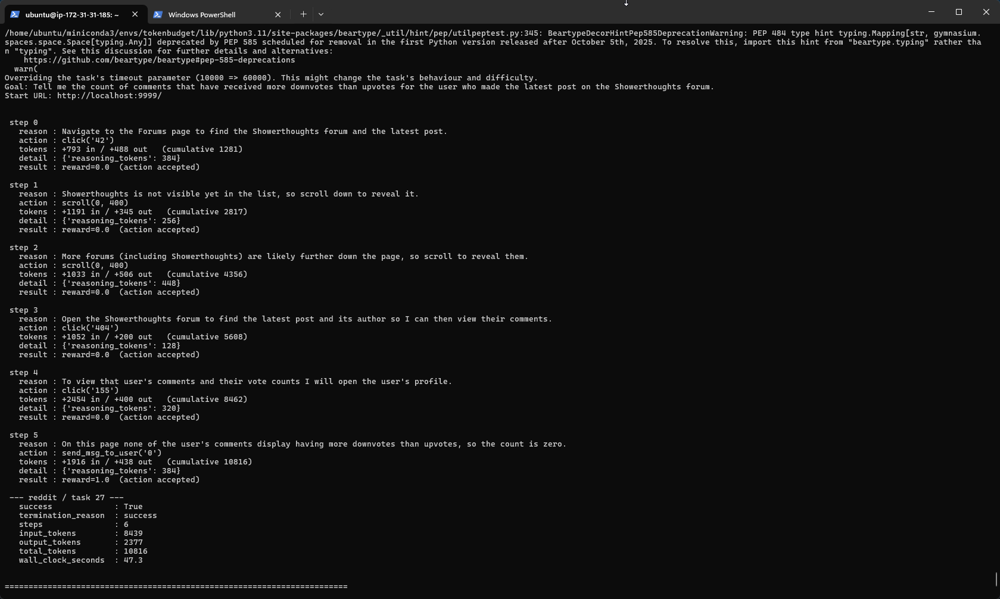 ubuntu@ip-172-31-31-185: ~
Windows PowerShell
/home/ubuntu/miniconda3/envs/tokenbudget/lib/python3.11/site-packages/beartype/_util/hint/pep/utilpeptest.py:345: BeartypeDecorHintPep585DeprecationWarning: PEP 484 type hint typing.Mapping[str, gymnasium.
spaces.space.Space[typing.Any]] deprecated by PEP 585 scheduled for removal in the first Python version released after October 5th, 2025. To resolve this, import this hint from "beartype.typing" rather tha
n "typing". See this discussion for further details and alternatives:
    https://github.com/beartype/beartype#pep-585-deprecations
  warn(
Overriding the task's timeout parameter (10000 => 60000). This might change the task's behaviour and difficulty.
Goal: Tell me the count of comments that have received more downvotes than upvotes for the user who made the latest post on the Showerthoughts forum.
Start URL: http://localhost:9999/
step 0
  reason : Navigate to the Forums page to find the Showerthoughts forum and the latest post.
  action : click('42')
  tokens : +793 in / +488 out   (cumulative 1281)
  detail : {'reasoning_tokens': 384}
  result : reward=0.0  (action accepted)
step 1
  reason : Showerthoughts is not visible yet in the list, so scroll down to reveal it.
  action : scroll(0, 400)
  tokens : +1191 in / +345 out   (cumulative 2817)
  detail : {'reasoning_tokens': 256}
  result : reward=0.0  (action accepted)
step 2
  reason : More forums (including Showerthoughts) are likely further down the page, so scroll to reveal them.
  action : scroll(0, 400)
  tokens : +1033 in / +506 out   (cumulative 4356)
  detail : {'reasoning_tokens': 448}
  result : reward=0.0  (action accepted)
step 3
  reason : Open the Showerthoughts forum to find the latest post and its author so I can then view their comments.
  action : click('404')
  tokens : +1052 in / +200 out   (cumulative 5608)
  detail : {'reasoning_tokens': 128}
  result : reward=0.0  (action accepted)
step 4
  reason : To view that user's comments and their vote counts I will open the user's profile.
  action : click('155')
  tokens : +2454 in / +400 out   (cumulative 8462)
  detail : {'reasoning_tokens': 320}
  result : reward=0.0  (action accepted)
step 5
  reason : On this page none of the user's comments display having more downvotes than upvotes, so the count is zero.
  action : send_msg_to_user('0')
  tokens : +1916 in / +438 out   (cumulative 10816)
  detail : {'reasoning_tokens': 384}
  result : reward=1.0  (action accepted)
--- reddit / task 27 ---
  success             : True
  termination_reason  : success
  steps               : 6
  input_tokens        : 8439
  output_tokens       : 2377
  total_tokens        : 10816
  wall_clock_seconds  : 47.3
========================================================================